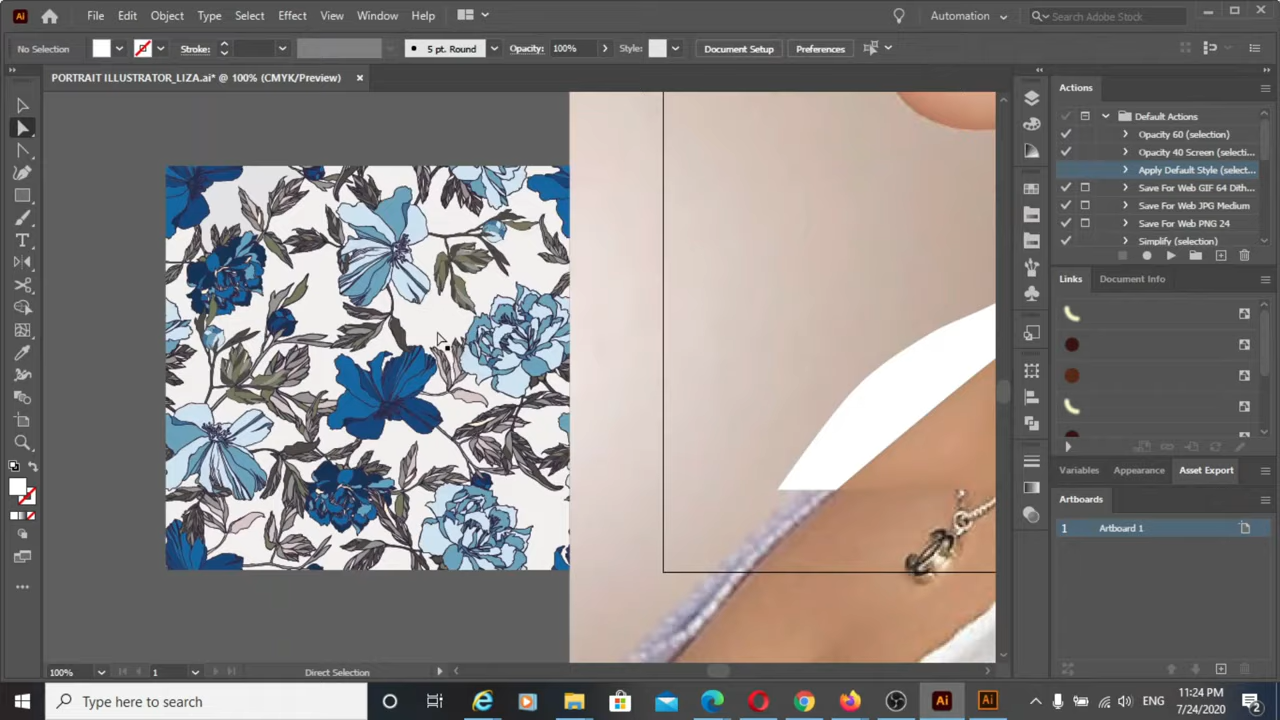 Ai File Edit Object Type Select Effect View Window Help Automation Search Adobe Stock
No Selection Stroke: 5 pt. Round Opacity: 100% Style: Document Setup Preferences
PORTRAIT ILLUSTRATOR_LIZA.ai* @ 100% (CMYK/Preview)
Actions
Default Actions
Opacity 60 (selection)
Opacity 40 Screen (selecti...
Apply Default Style (select...
Save For Web GIF 64 Dith...
Save For Web JPG Medium
Save For Web PNG 24
Simplify (selection)
Links Document Info
Variables Appearance Asset Export
Artboards
1 Artboard 1
100% 1 Direct Selection
Type here to search
Ai Ai
ENG
11:24 PM
7/24/2020
2